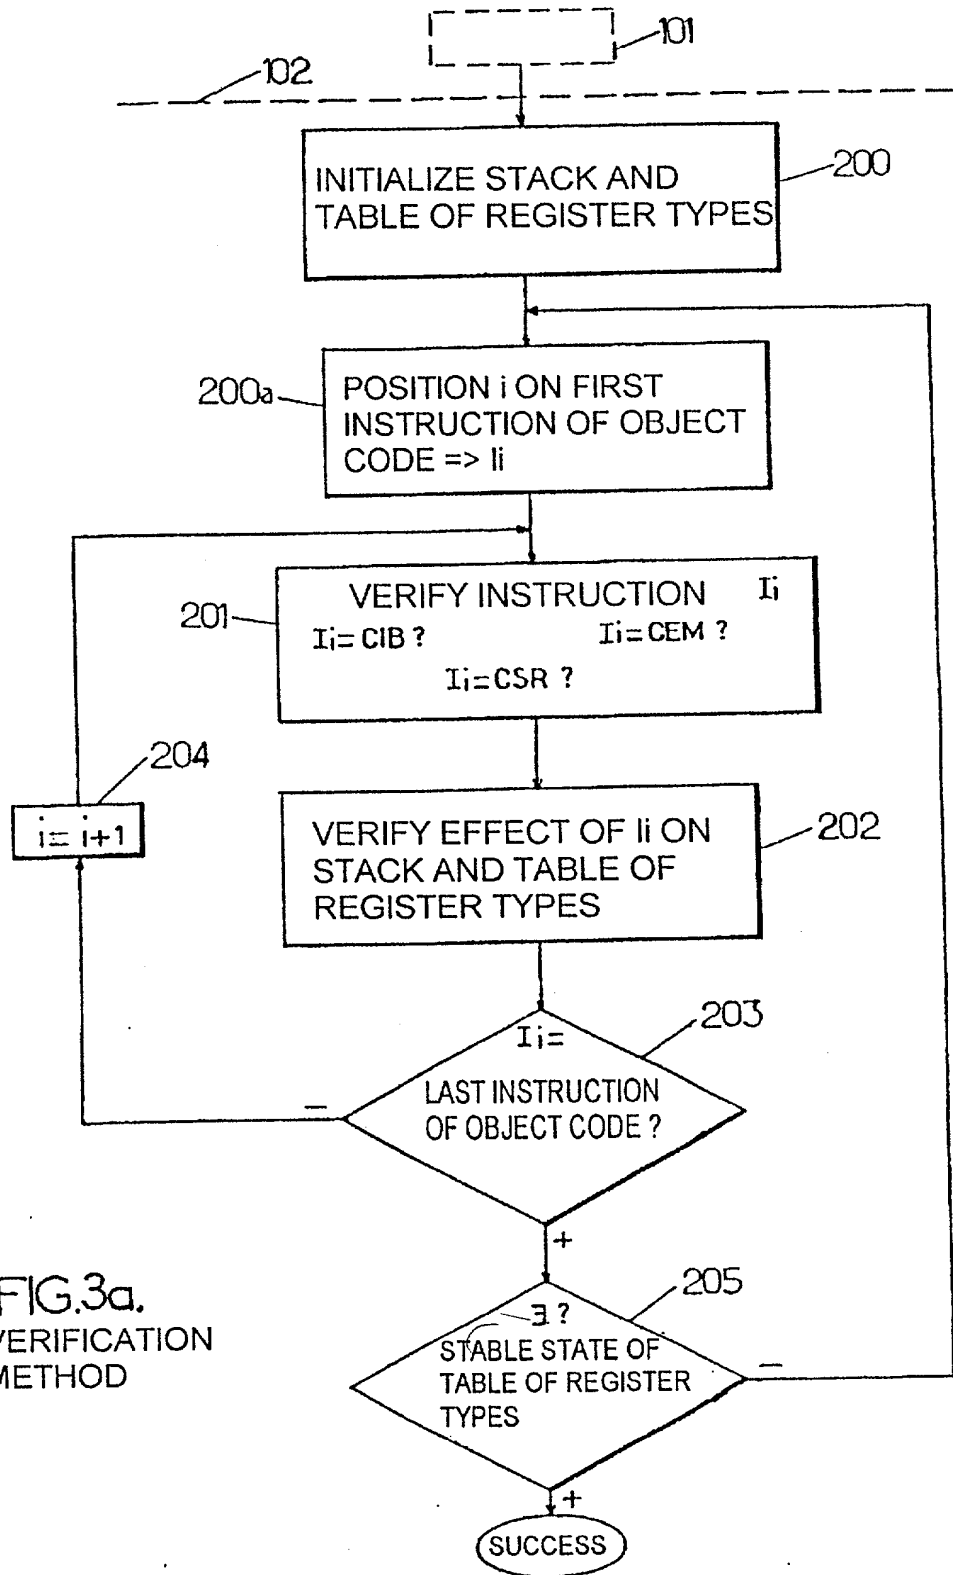 101
102
200
INITIALIZE STACK AND
TABLE OF REGISTER TYPES
200a
POSITION i ON FIRST
INSTRUCTION OF OBJECT
CODE => Ii
201
VERIFY INSTRUCTION Ii
Ii=CIB ? Ii=CEM ?
Ii=CSR ?
204
i=i+1
202
VERIFY EFFECT OF Ii ON
STACK AND TABLE OF
REGISTER TYPES
203
Ii=
LAST INSTRUCTION
OF OBJECT CODE ?
−
+
205
∃ ?
STABLE STATE OF
TABLE OF REGISTER
TYPES
−
+
SUCCESS
FIG.3a.
VERIFICATION
METHOD